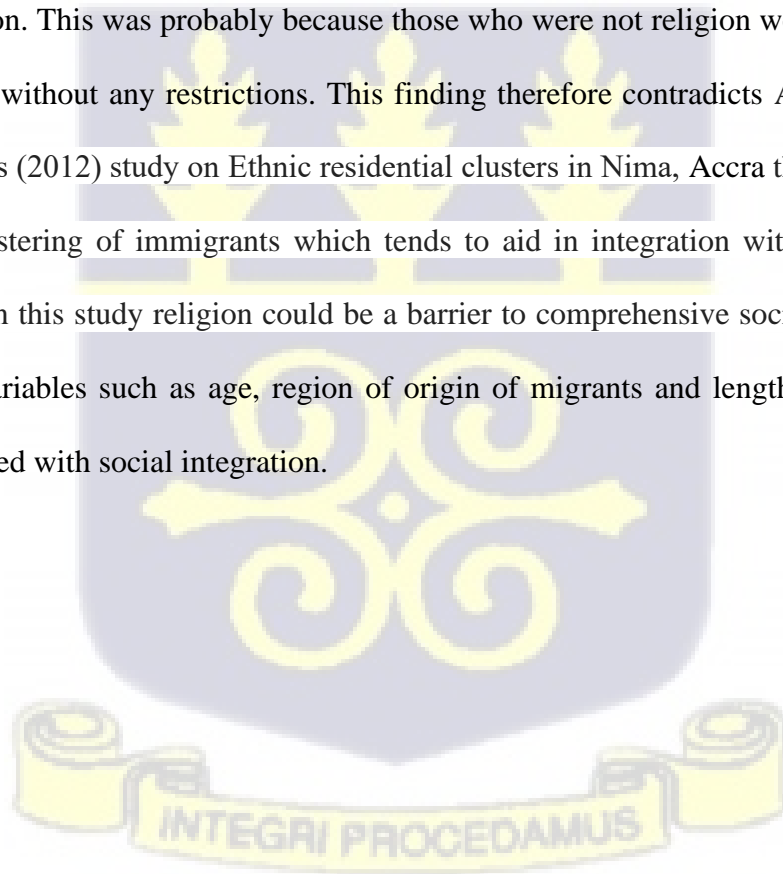 on. This was probably because those who were not religion w
without any restrictions. This finding therefore contradicts A
s (2012) study on Ethnic residential clusters in Nima, Accra t
stering of immigrants which tends to aid in integration wit
n this study religion could be a barrier to comprehensive soci
ariables such as age, region of origin of migrants and length
ed with social integration.
INTEGRI PROCEDAMUS